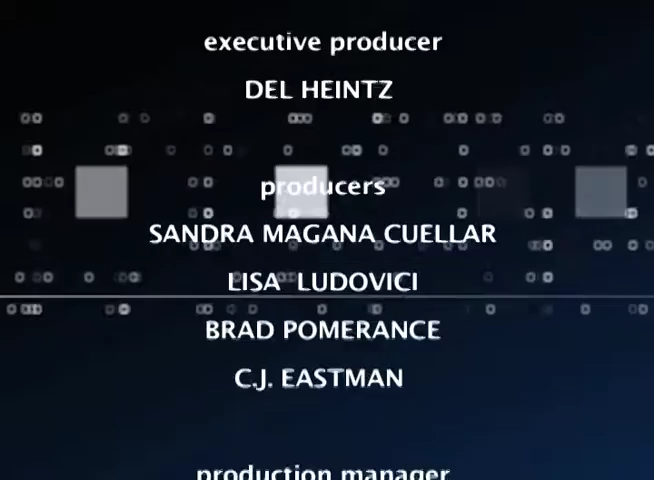 executive producer
DEL HEINTZ
producers
SANDRA MAGANA CUELLAR
LISA LUDOVICI
BRAD POMERANCE
C.J. EASTMAN
production manager